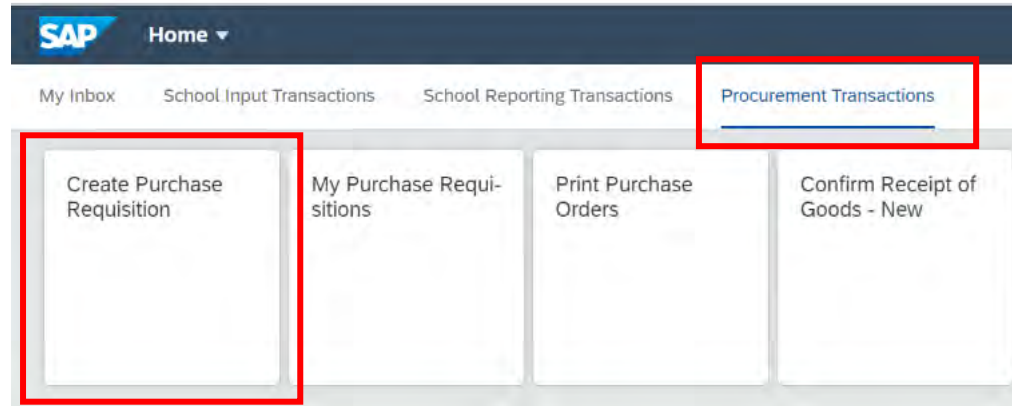 SAP Home
My Inbox School Input Transactions School Reporting Transactions Procurement Transactions
Create Purchase
Requisition
My Purchase Requi-
sitions
Print Purchase
Orders
Confirm Receipt of
Goods - New